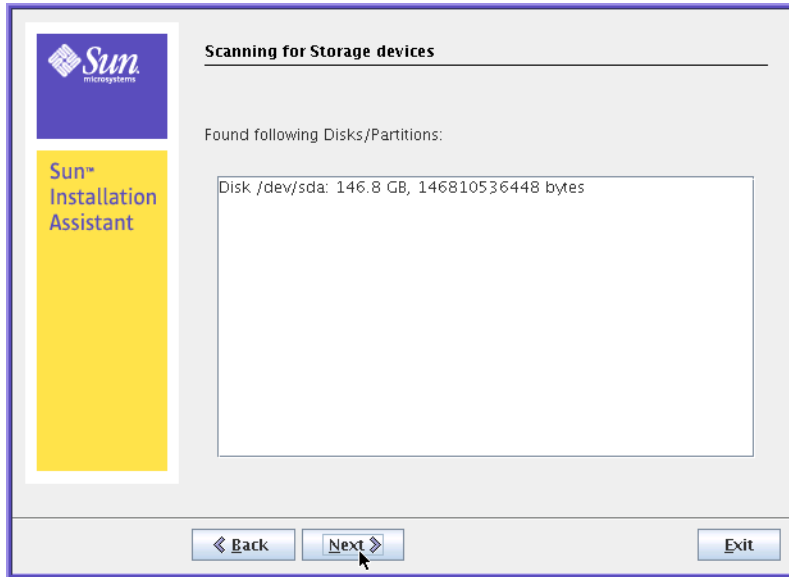 Sun
microsystems
Scanning for Storage devices
Found following Disks/Partitions:
Sun™
Installation
Assistant
Disk /dev/sda: 146.8 GB, 146810536448 bytes
Back
Next
Exit